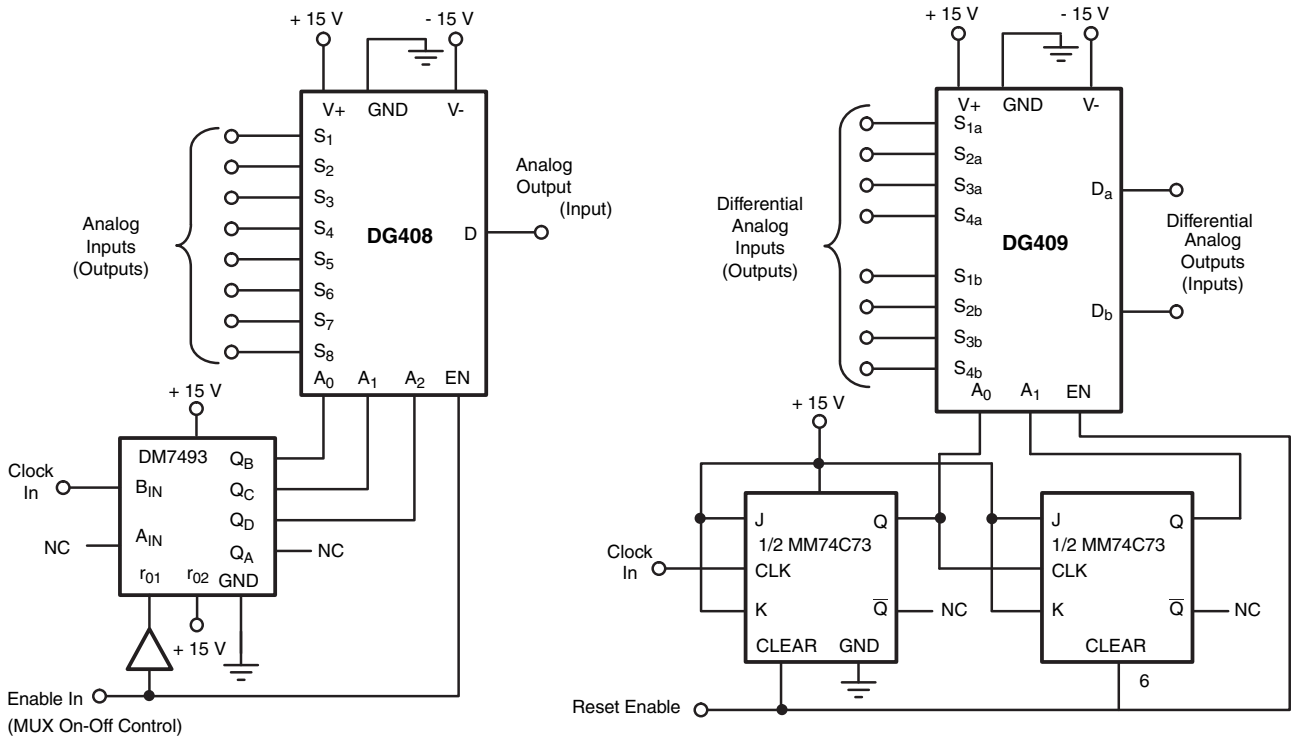 + 15 V
- 15 V
V+
GND
V-
S1
S2
S3
S4
S5
S6
S7
S8
DG408
D
A0
A1
A2
EN
Analog
Inputs
(Outputs)
Analog
Output
(Input)
+ 15 V
DM7493
QB
QC
QD
QA
BIN
AIN
r01
r02
GND
Clock
In
NC
NC
+ 15 V
Enable In
(MUX On-Off Control)
+ 15 V
- 15 V
V+
GND
V-
S1a
S2a
S3a
S4a
S1b
S2b
S3b
S4b
DG409
Da
Db
A0
A1
EN
Differential
Analog
Inputs
(Outputs)
Differential
Analog
Outputs
(Inputs)
+ 15 V
J
Q
1/2 MM74C73
CLK
K
Q
CLEAR
GND
Clock
In
NC
J
Q
1/2 MM74C73
CLK
K
Q
CLEAR
NC
6
Reset Enable